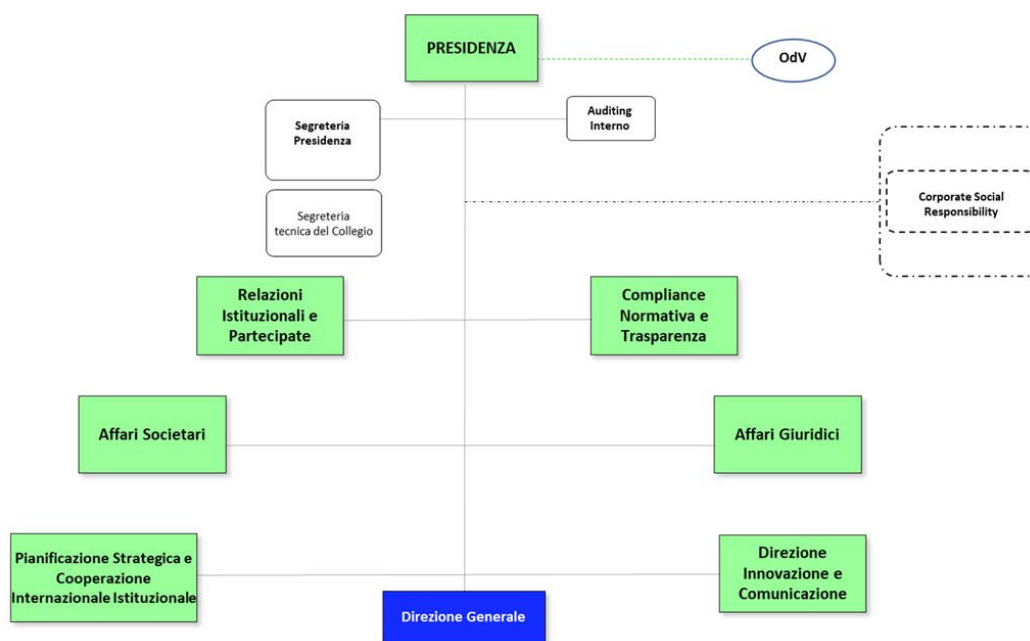 PRESIDENZA
OdV
Segreteria
Presidenza
Auditing
Interno
Corporate Social
Responsibility
Segreteria
tecnica del Collegio
Relazioni
Istituzionali e
Partecipate
Compliance
Normativa e
Trasparenza
Affari Societari
Affari Giuridici
Pianificazione Strategica e
Cooperazione
Internazionale Istituzionale
Direzione
Innovazione e
Comunicazione
Direzione Generale